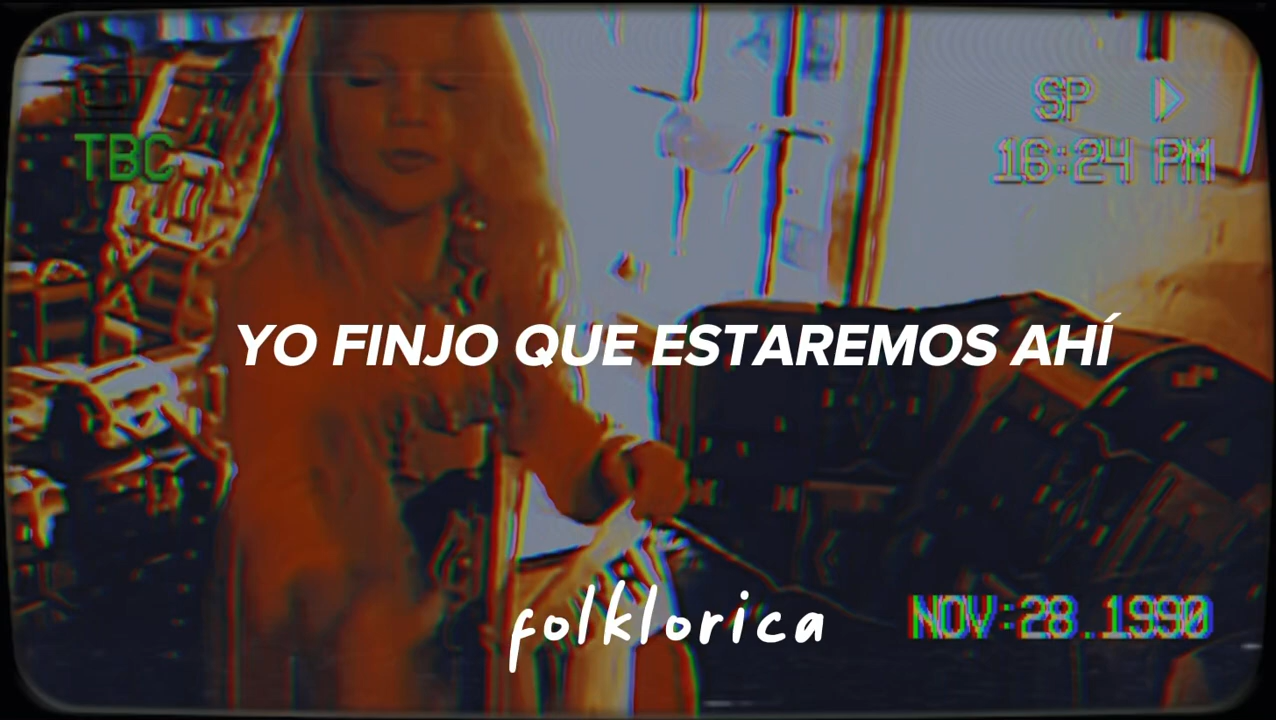 SP
TBC
16:24 PM
YO FINJO QUE ESTAREMOS AHÍ
folklorica
NOV:28.1990